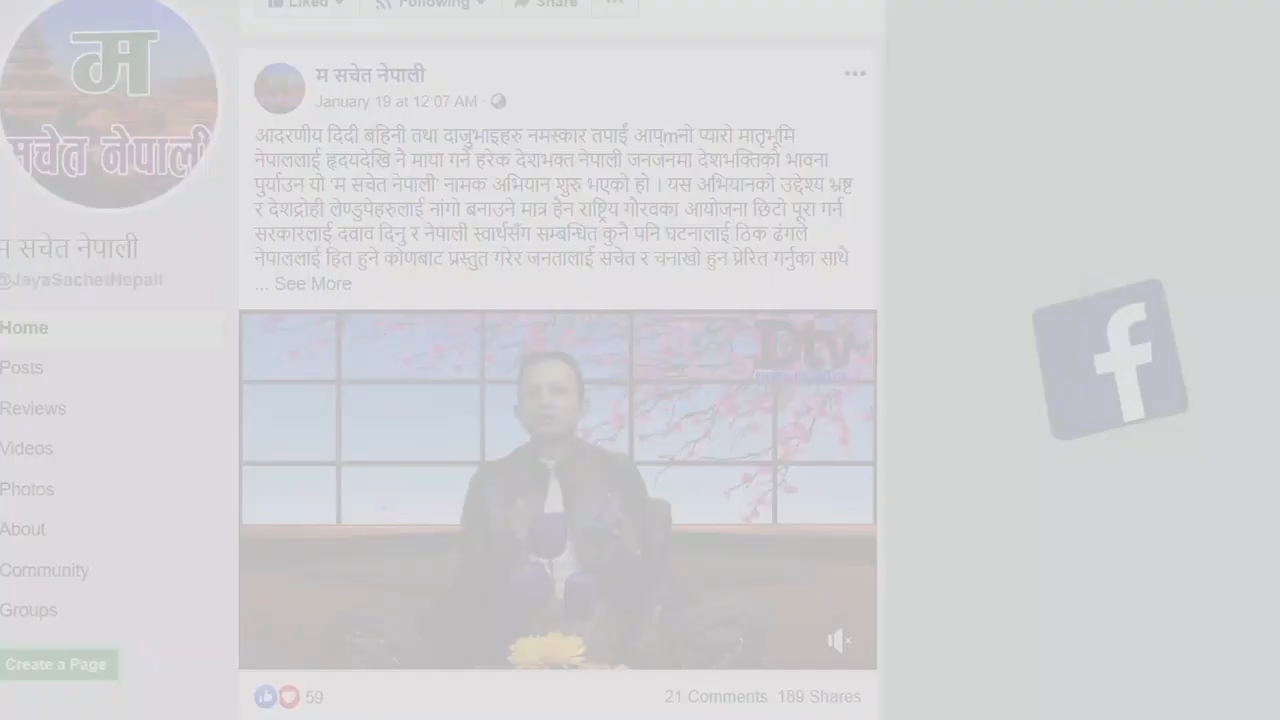 Liked
Following
Share
म
सचेत नेपाली
म सचेत नेपाली
@JayaSachetNepali
Home
Posts
Reviews
Videos
Photos
About
Community
Groups
Create a Page
म सचेत नेपाली
January 19 at 12:07 AM
आदरणीय दिदी बहिनी तथा दाजुभाइहरु नमस्कार तपाईं आप्mनो प्यारो मातृभूमि
नेपाललाई हृदयदेखि नै माया गर्ने हरेक देशभक्त नेपाली जनजनमा देशभक्तिको भावना
पुर्याउन यो 'म सचेत नेपाली' नामक अभियान शुरु भएको हो । यस अभियानको उद्देश्य भ्रष्ट
र देशद्रोही लेण्डुपेहरुलाई नांगो बनाउने मात्र हैन राष्ट्रिय गौरवका आयोजना छिटो पूरा गर्न
सरकारलाई दवाव दिनु र नेपाली स्वार्थसँग सम्बन्धित कुनै पनि घटनालाई ठिक ढंगले
नेपाललाई हित हुने कोणबाट प्रस्तुत गरेर जनतालाई सचेत र चनाखो हुन प्रेरित गर्नुका साथै
... See More
Dtv
59
21 Comments 189 Shares
f